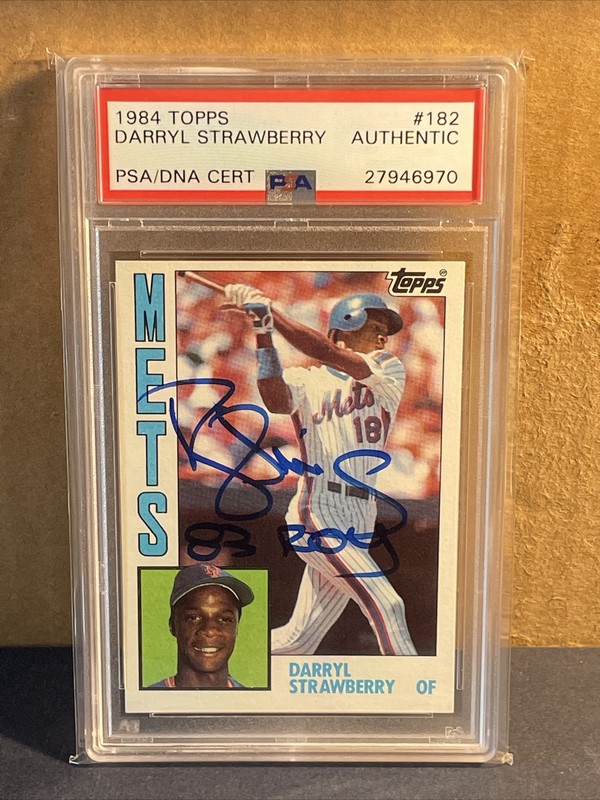 1984 TOPPS #182
DARRYL STRAWBERRY AUTHENTIC
PSA/DNA CERT PSA 27946970
topps
METS
Mets
18
83 ROY
DARRYL
STRAWBERRY OF